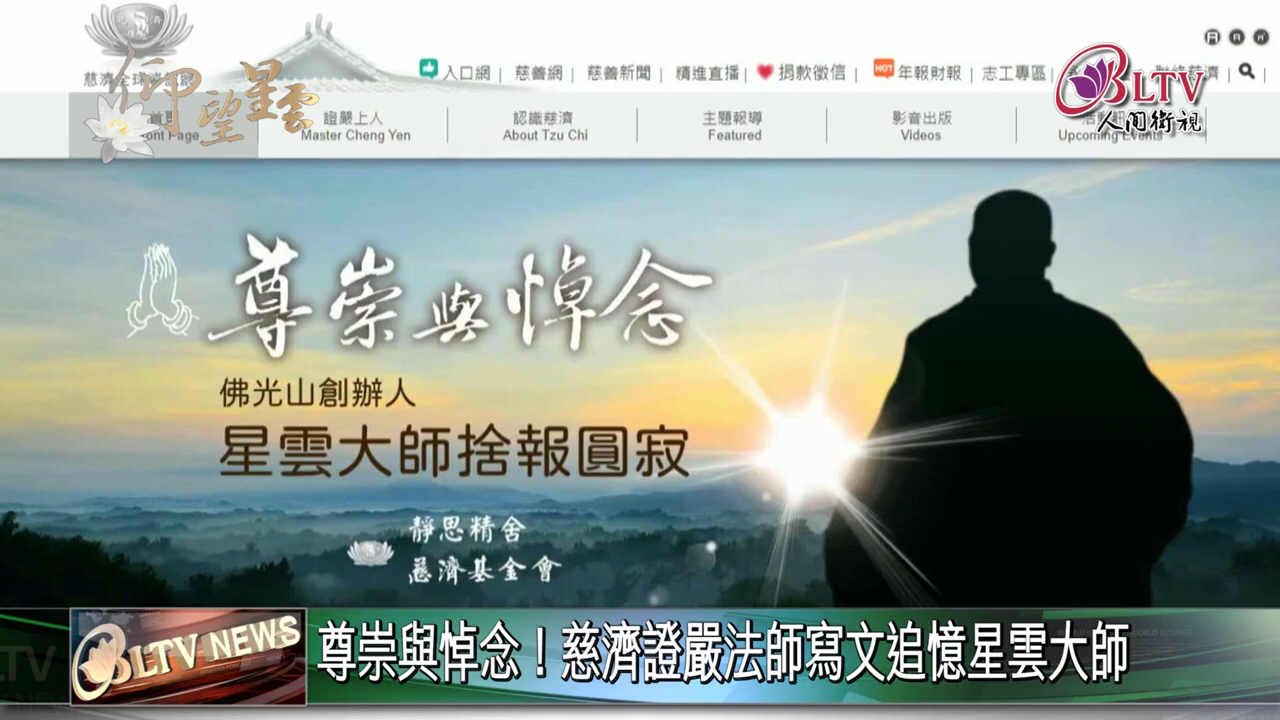 慈濟全球資訊網
仰望星雲
入口網 | 慈善網 | 慈善新聞 | 精進直播 | 捐款徵信 | HOT 年報財報 | 志工專區 |
BLTV
人間衛視
Front Page
證嚴上人
Master Cheng Yen
認識慈濟
About Tzu Chi
主題報導
Featured
影音出版
Videos
Upcoming Events
尊崇與悼念
佛光山創辦人
星雲大師捨報圓寂
靜思精舍
慈濟基金會
BLTV NEWS
尊崇與悼念！慈濟證嚴法師寫文追憶星雲大師